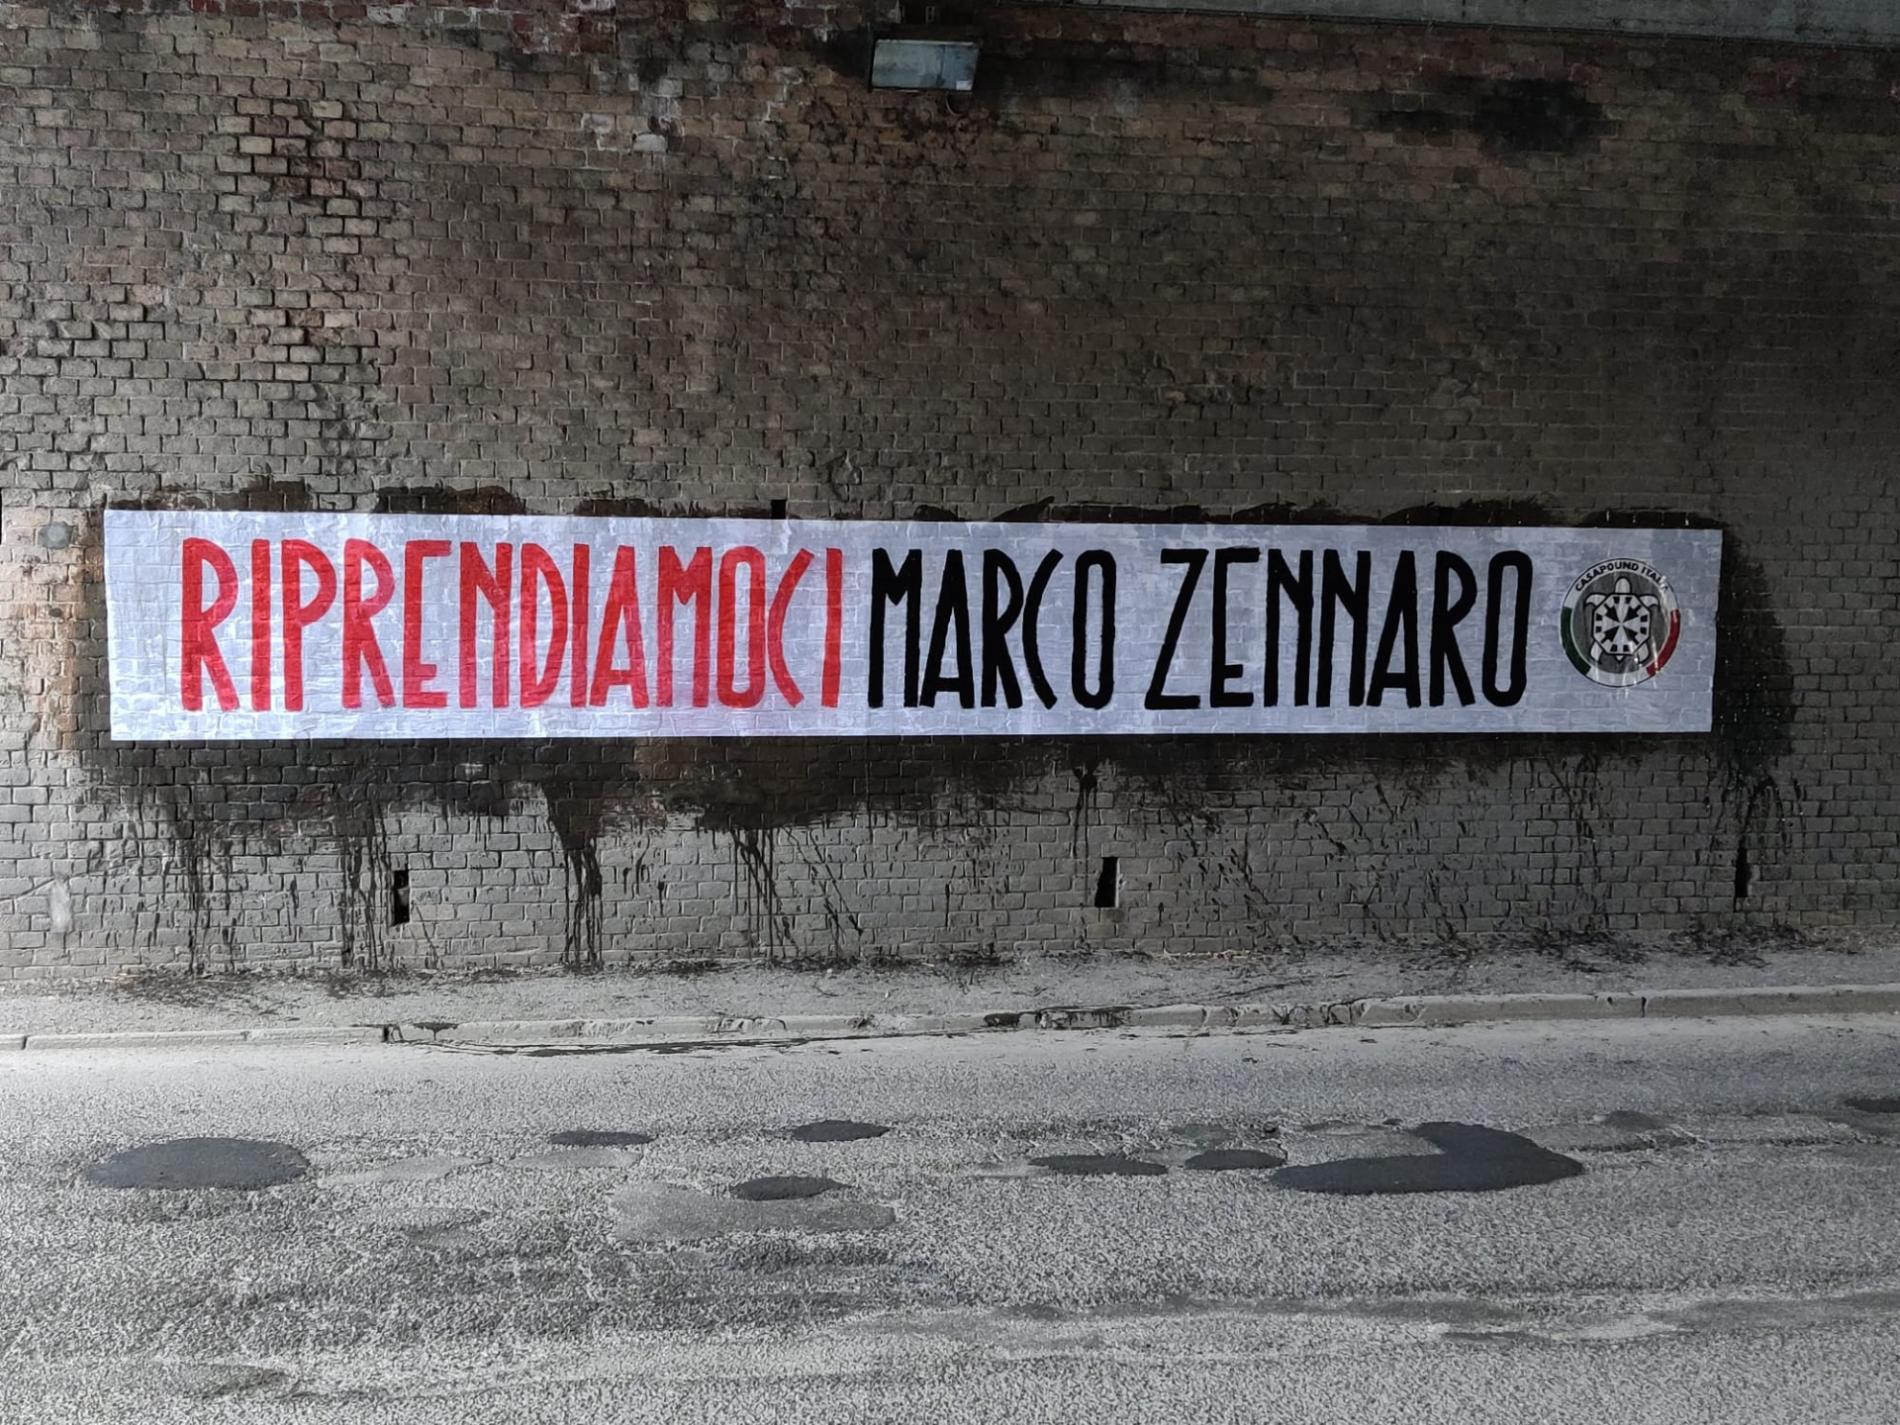 RIPRENDIAMOCI MARCO ZENNARO
CASAPOUND ITALIA